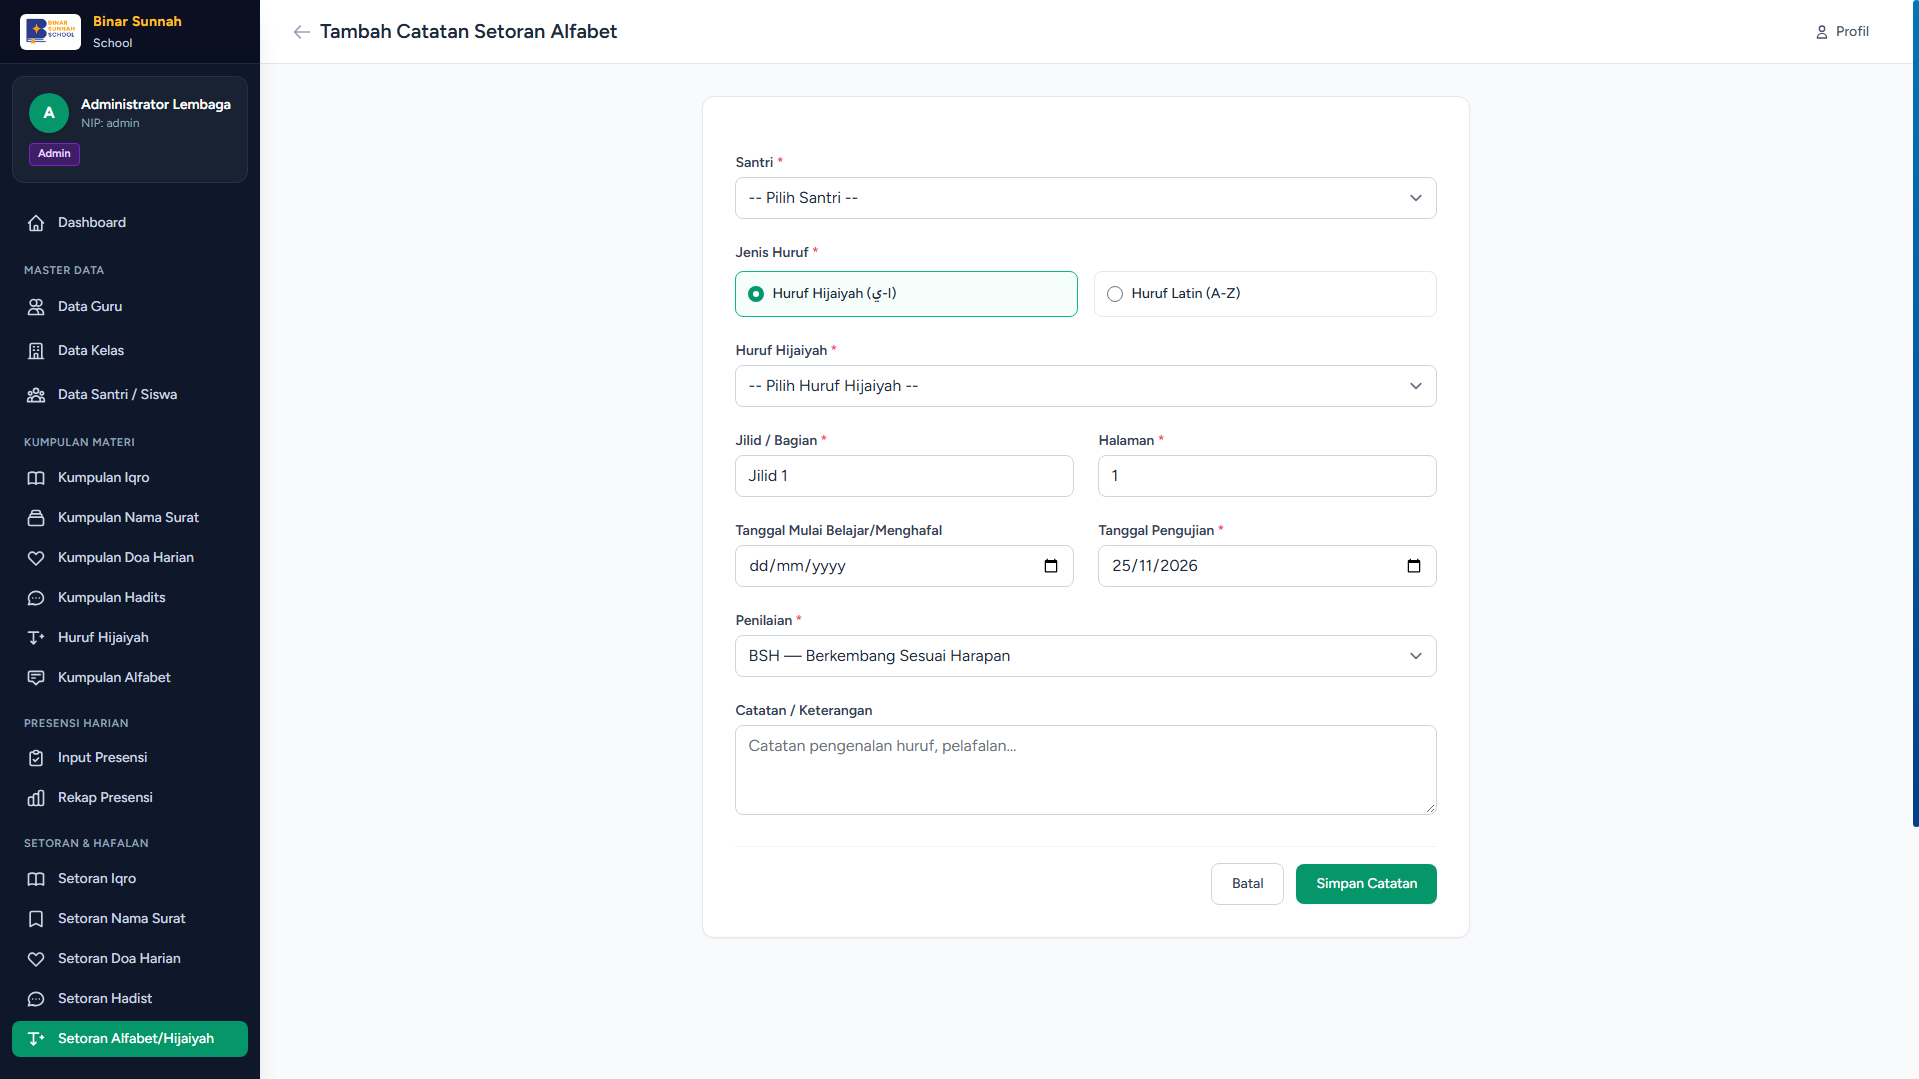 BINAR
SUNNAH
SCHOOL
Binar Sunnah
School
A
Administrator Lembaga
NIP: admin
Admin
Dashboard
MASTER DATA
Data Guru
Data Kelas
Data Santri / Siswa
KUMPULAN MATERI
Kumpulan Iqro
Kumpulan Nama Surat
Kumpulan Doa Harian
Kumpulan Hadits
Huruf Hijaiyah
Kumpulan Alfabet
PRESENSI HARIAN
Input Presensi
Rekap Presensi
SETORAN & HAFALAN
Setoran Iqro
Setoran Nama Surat
Setoran Doa Harian
Setoran Hadist
Setoran Alfabet/Hijaiyah
Tambah Catatan Setoran Alfabet
Profil
Santri *
-- Pilih Santri --
Jenis Huruf *
Huruf Hijaiyah (ا-ي)
Huruf Latin (A-Z)
Huruf Hijaiyah *
-- Pilih Huruf Hijaiyah --
Jilid / Bagian *
Halaman *
Jilid 1
1
Tanggal Mulai Belajar/Menghafal
Tanggal Pengujian *
dd/mm/yyyy
25/11/2026
Penilaian *
BSH — Berkembang Sesuai Harapan
Catatan / Keterangan
Catatan pengenalan huruf, pelafalan...
Batal
Simpan Catatan